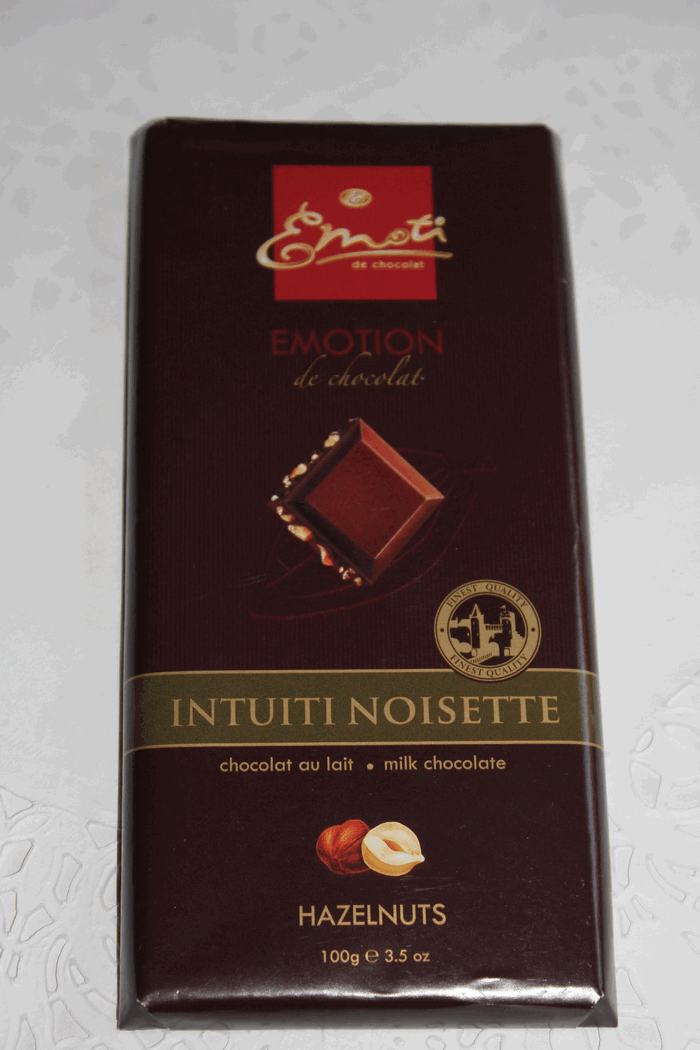 Emoti
de chocolat
EMOTION
de chocolat
FINEST QUALITY
FINEST QUALITY
INTUITI NOISETTE
chocolat au lait • milk chocolate
HAZELNUTS
100g ℮ 3.5 oz